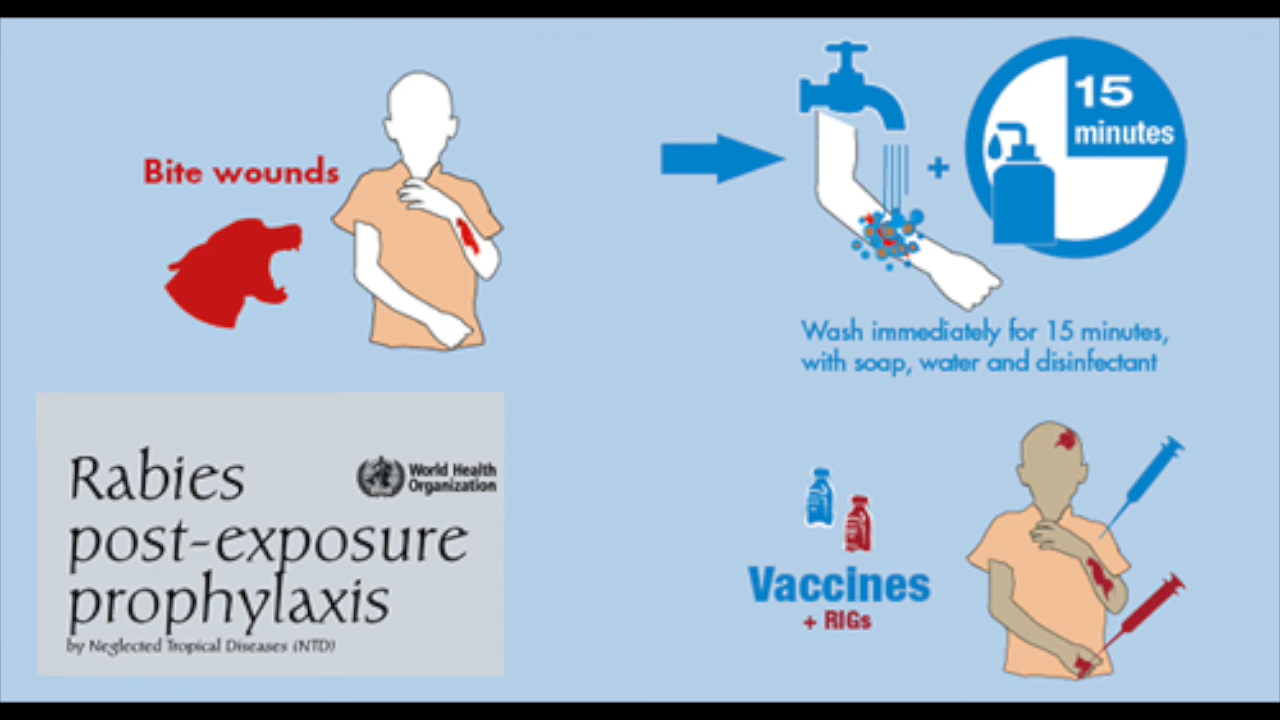 Bite wounds
15
minutes
Wash immediately for 15 minutes,
with soap, water and disinfectant
Rabies
post-exposure
prophylaxis
by Neglected Tropical Diseases (NTD)
World Health
Organization
Vaccines
+ RIGs